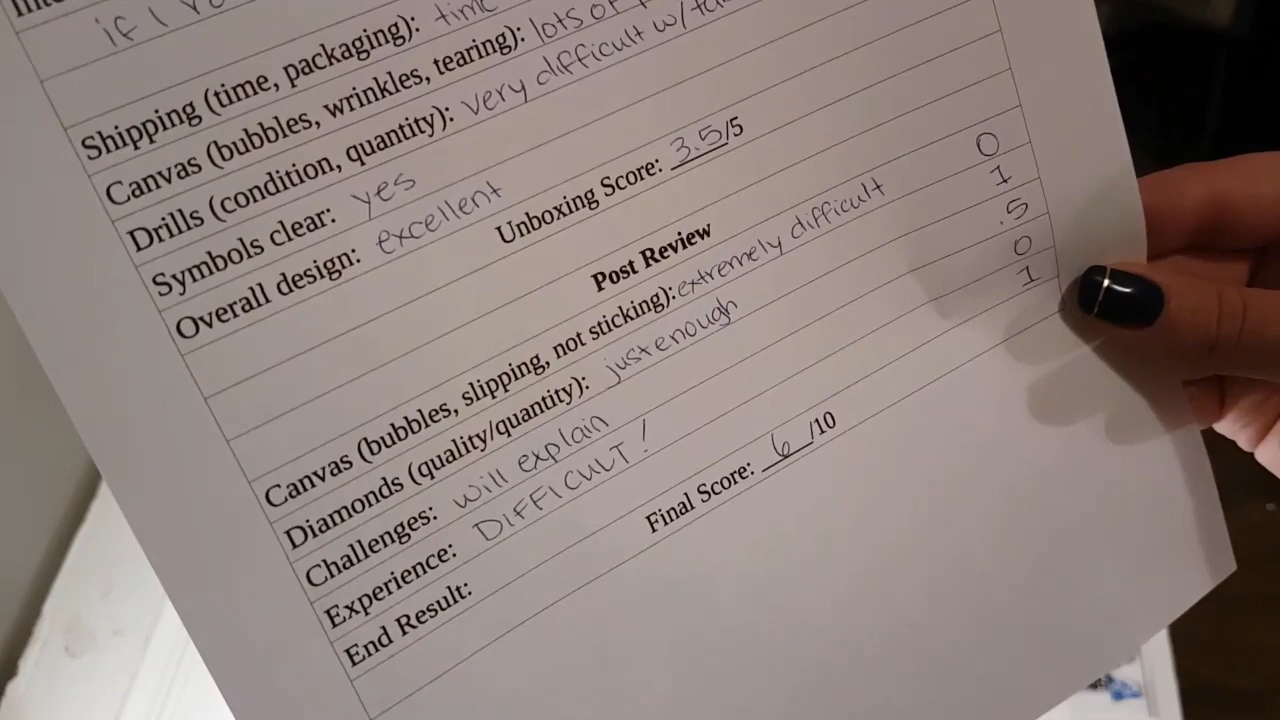 if I
Shipping (time, packaging): time
Canvas (bubbles, wrinkles, tearing): lots of
Drills (condition, quantity): very difficult w/
Symbols clear: yes
Overall design: excellent
Unboxing Score: 3.5/5
Post Review
Canvas (bubbles, slipping, not sticking): extremely difficult 0
Diamonds (quality/quantity): just enough 1
Challenges: will explain .5
Experience: DIFFICULT! 0
End Result: 1
Final Score: 6/10